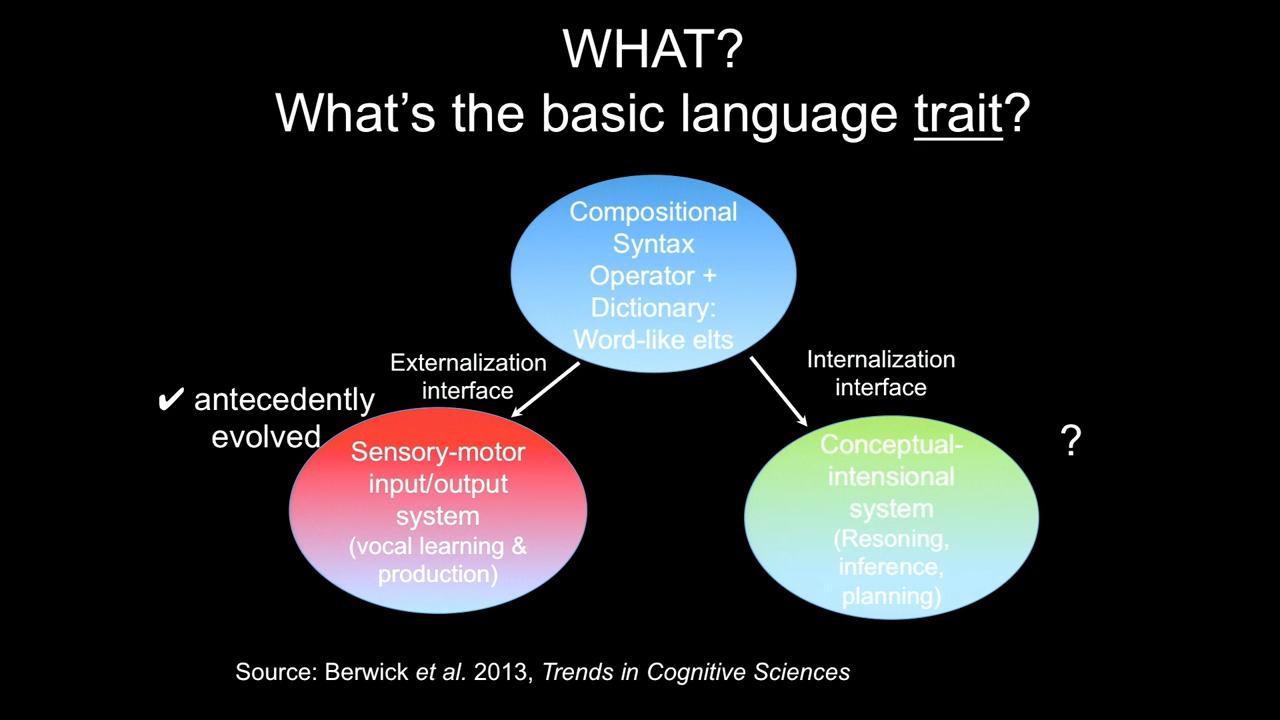 WHAT?
What’s the basic language trait?
Compositional
Syntax
Operator +
Dictionary:
Word-like elts
Externalization
interface
Internalization
interface
✔ antecedently
evolved
Sensory-motor
input/output
system
(vocal learning &
production)
Conceptual-
intensional
system
(Resoning,
inference,
planning)
?
Source: Berwick et al. 2013, Trends in Cognitive Sciences